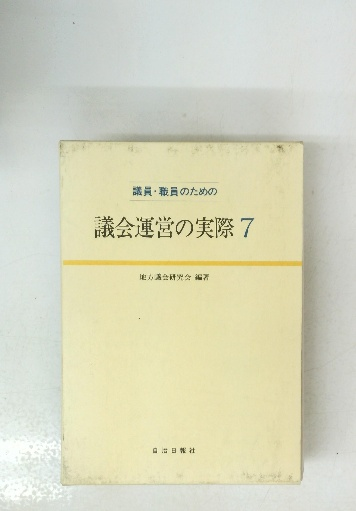 議員・職員のための
議会運営の実際 7
地方議会研究会 編著
自治日報社